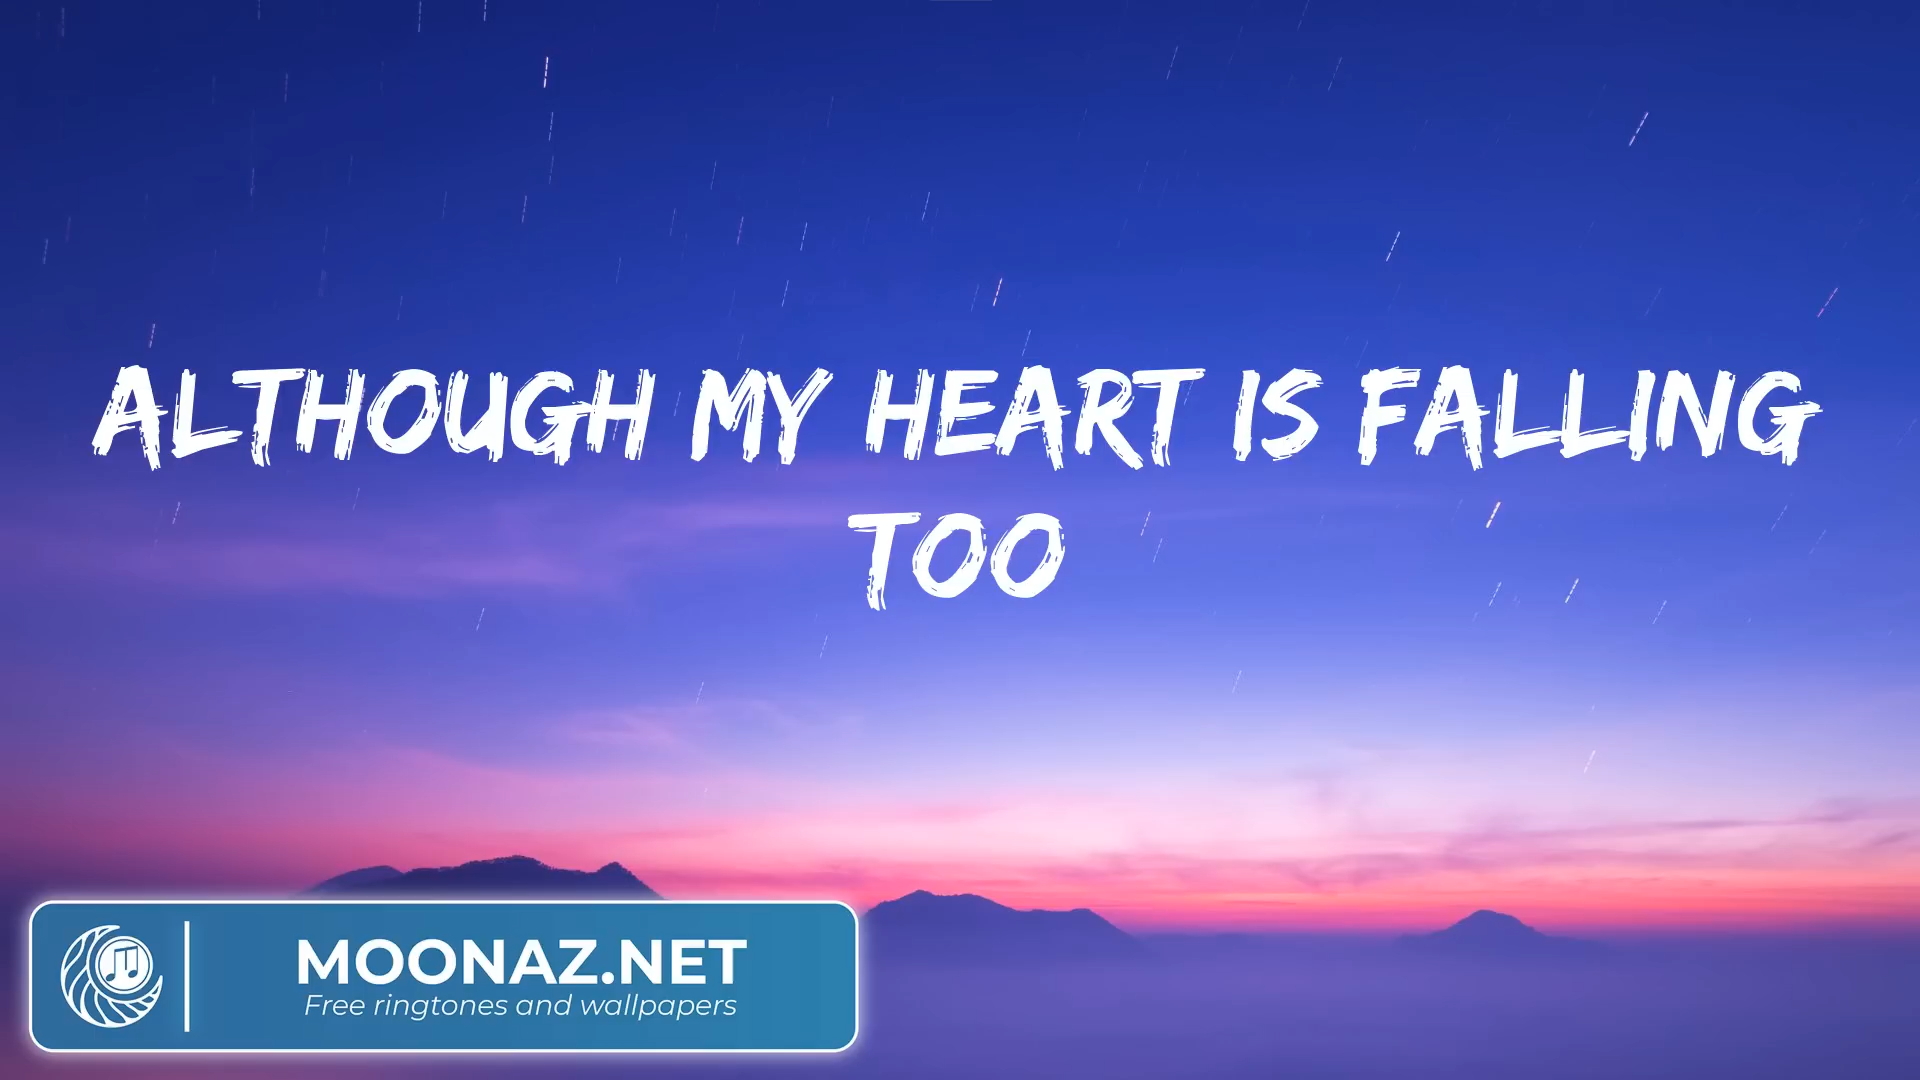 ALTHOUGH MY HEART IS FALLING
TOO
MOONAZ.NET
Free ringtones and wallpapers